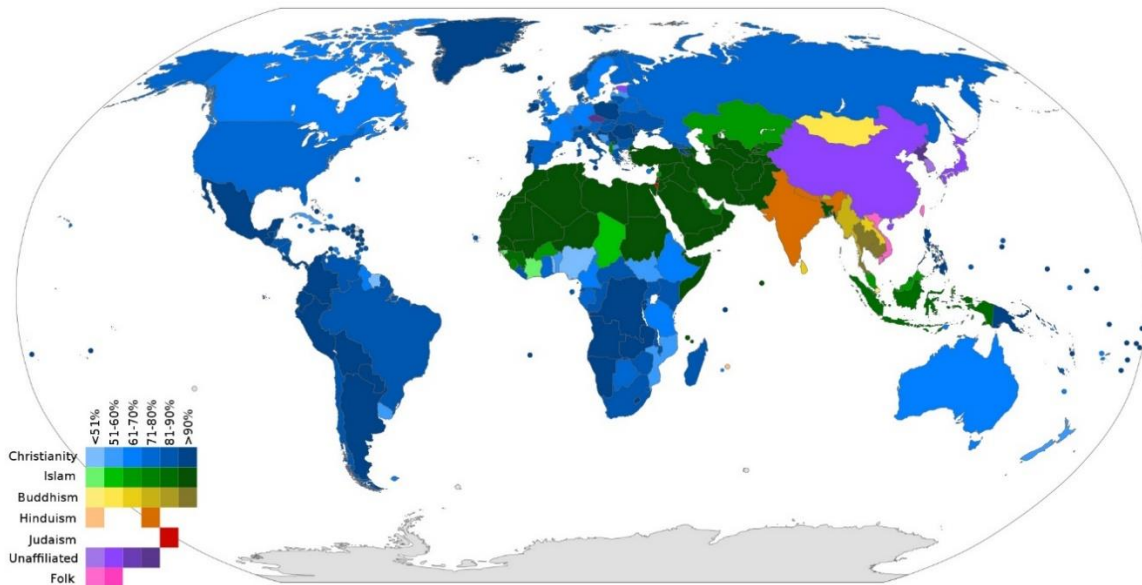 <51%
51-60%
61-70%
71-80%
81-90%
>90%
Christianity
Islam
Buddhism
Hinduism
Judaism
Unaffiliated
Folk